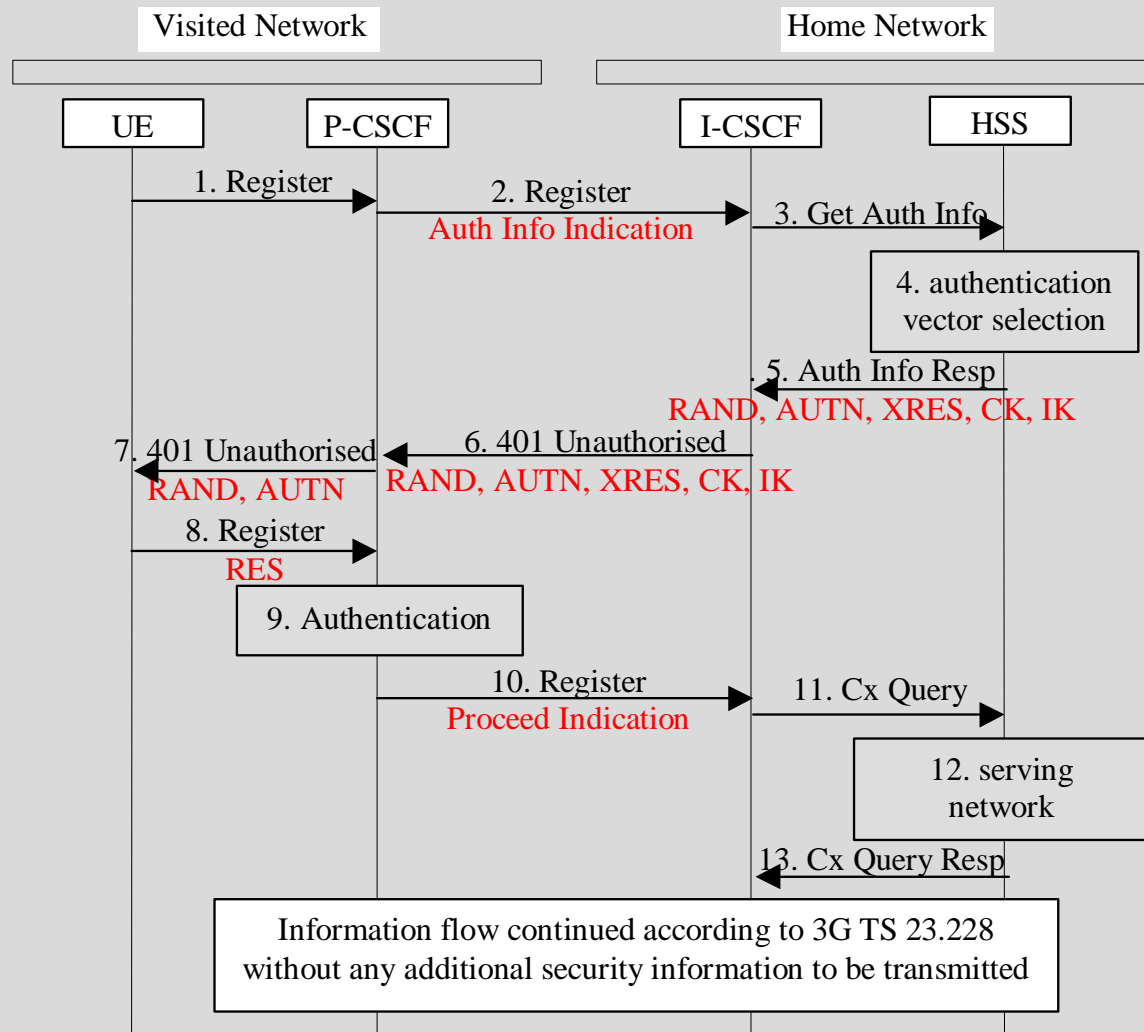 Visited Network
Home Network
UE
P-CSCF
I-CSCF
HSS
1. Register
2. Register
Auth Info Indication
3. Get Auth Info
4. authentication
vector selection
. 5. Auth Info Resp
RAND, AUTN, XRES, CK, IK
6. 401 Unauthorised
RAND, AUTN, XRES, CK, IK
7. 401 Unauthorised
RAND, AUTN
8. Register
RES
9. Authentication
10. Register
Proceed Indication
11. Cx Query
12. serving
network
13. Cx Query Resp
Information flow continued according to 3G TS 23.228
without any additional security information to be transmitted